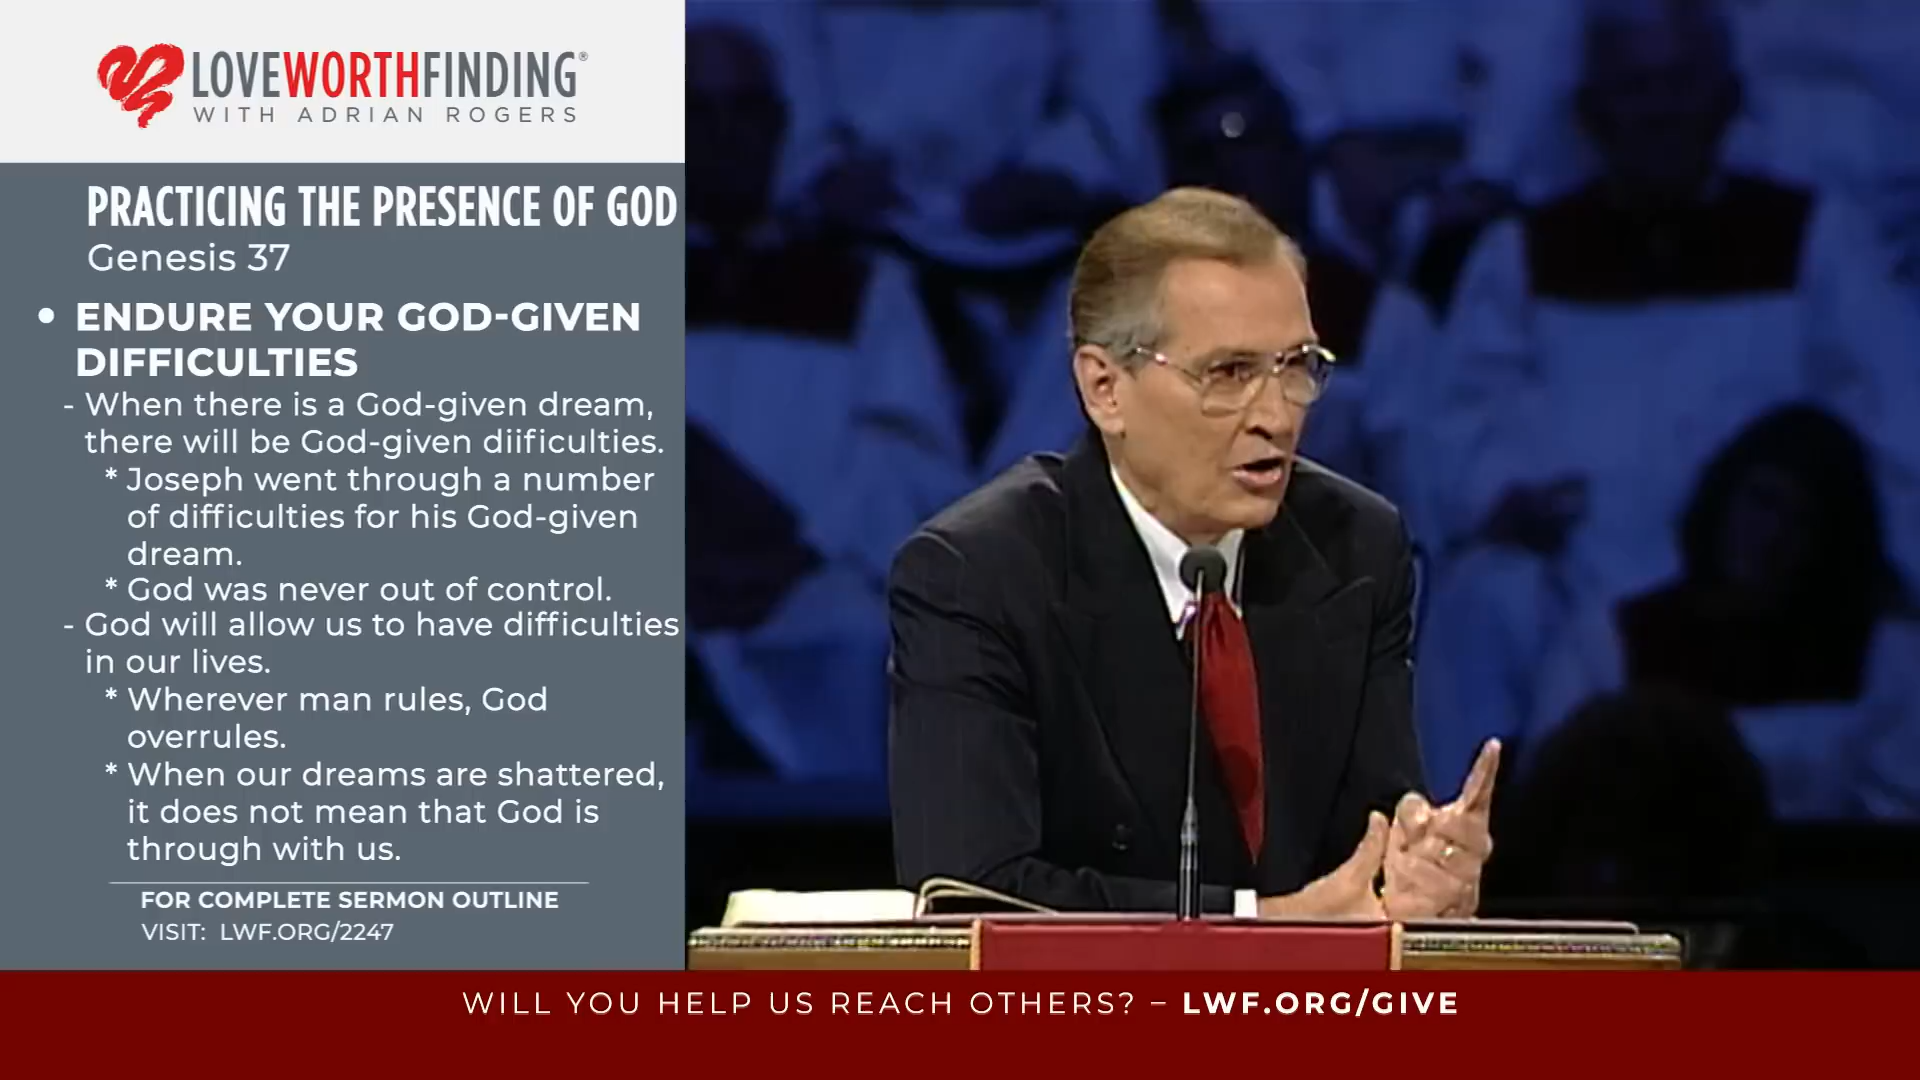 LOVEWORTHFINDING®
WITH ADRIAN ROGERS
PRACTICING THE PRESENCE OF GOD
Genesis 37
• ENDURE YOUR GOD-GIVEN
DIFFICULTIES
- When there is a God-given dream,
there will be God-given diificulties.
* Joseph went through a number
of difficulties for his God-given
dream.
* God was never out of control.
- God will allow us to have difficulties
in our lives.
* Wherever man rules, God
overrules.
* When our dreams are shattered,
it does not mean that God is
through with us.
FOR COMPLETE SERMON OUTLINE
VISIT: LWF.ORG/2247
WILL YOU HELP US REACH OTHERS? – LWF.ORG/GIVE